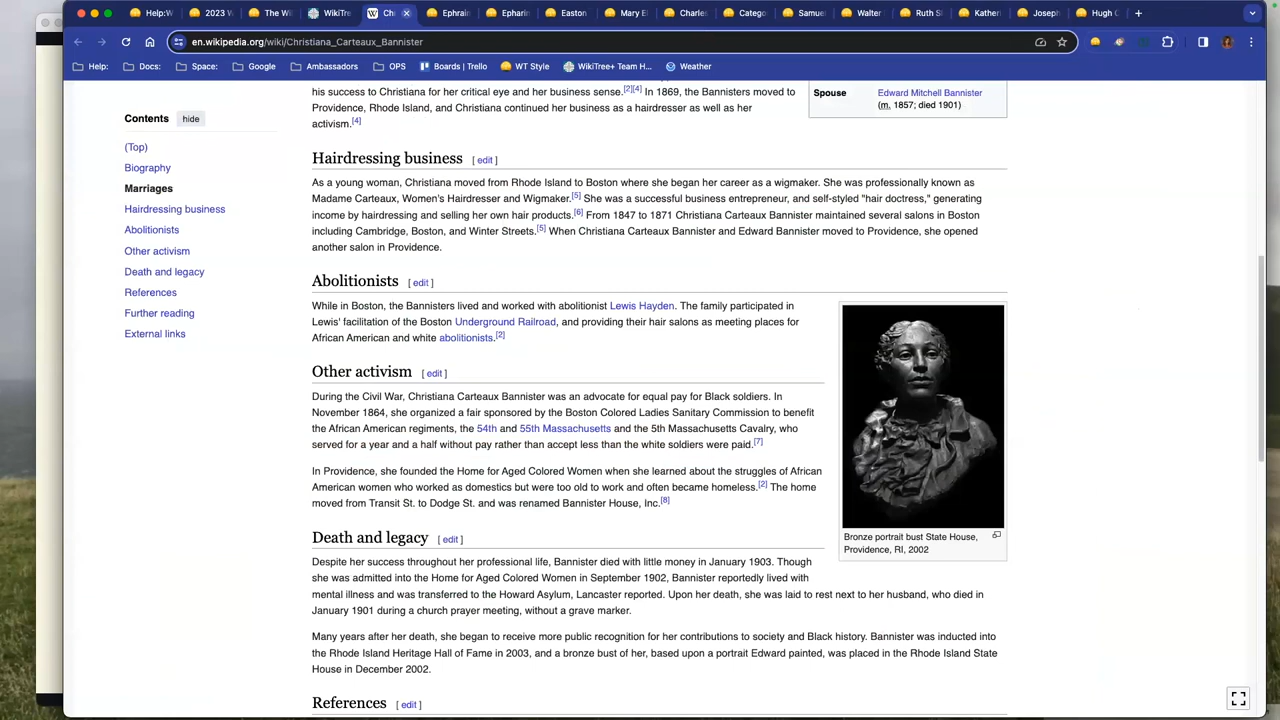 Help:W
2023 W
The Wi
WikiTre
Chr
Ephrain
Epharin
Easton
Mary El
Charles
Catego
Samuel
Walter
Ruth St
Kather
Joseph
Hugh C
en.wikipedia.org/wiki/Christiana_Carteaux_Bannister
Help:
Docs:
Space:
Google
Ambassadors
OPS
Boards | Trello
WT Style
WikiTree+ Team H...
Weather
Contents hide
(Top)
Biography
Marriages
Hairdressing business
Abolitionists
Other activism
Death and legacy
References
Further reading
External links
his success to Christiana for her critical eye and her business sense.[2][4] In 1869, the Bannisters moved to
Providence, Rhode Island, and Christiana continued her business as a hairdresser as well as her
activism.[4]
Spouse Edward Mitchell Bannister
(m. 1857; died 1901)
Hairdressing business [ edit ]
As a young woman, Christiana moved from Rhode Island to Boston where she began her career as a wigmaker. She was professionally known as
Madame Carteaux, Women's Hairdresser and Wigmaker.[5] She was a successful business entrepreneur, and self-styled "hair doctress," generating
income by hairdressing and selling her own hair products.[6] From 1847 to 1871 Christiana Carteaux Bannister maintained several salons in Boston
including Cambridge, Boston, and Winter Streets.[5] When Christiana Carteaux Bannister and Edward Bannister moved to Providence, she opened
another salon in Providence.
Abolitionists [ edit ]
While in Boston, the Bannisters lived and worked with abolitionist Lewis Hayden. The family participated in
Lewis' facilitation of the Boston Underground Railroad, and providing their hair salons as meeting places for
African American and white abolitionists.[2]
Other activism [ edit ]
During the Civil War, Christiana Carteaux Bannister was an advocate for equal pay for Black soldiers. In
November 1864, she organized a fair sponsored by the Boston Colored Ladies Sanitary Commission to benefit
the African American regiments, the 54th and 55th Massachusetts and the 5th Massachusetts Cavalry, who
served for a year and a half without pay rather than accept less than the white soldiers were paid.[7]
In Providence, she founded the Home for Aged Colored Women when she learned about the struggles of African
American women who worked as domestics but were too old to work and often became homeless.[2] The home
moved from Transit St. to Dodge St. and was renamed Bannister House, Inc.[8]
Bronze portrait bust State House,
Providence, RI, 2002
Death and legacy [ edit ]
Despite her success throughout her professional life, Bannister died with little money in January 1903. Though
she was admitted into the Home for Aged Colored Women in September 1902, Bannister reportedly lived with
mental illness and was transferred to the Howard Asylum, Lancaster reported. Upon her death, she was laid to rest next to her husband, who died in
January 1901 during a church prayer meeting, without a grave marker.
Many years after her death, she began to receive more public recognition for her contributions to society and Black history. Bannister was inducted into
the Rhode Island Heritage Hall of Fame in 2003, and a bronze bust of her, based upon a portrait Edward painted, was placed in the Rhode Island State
House in December 2002.
References [ edit ]